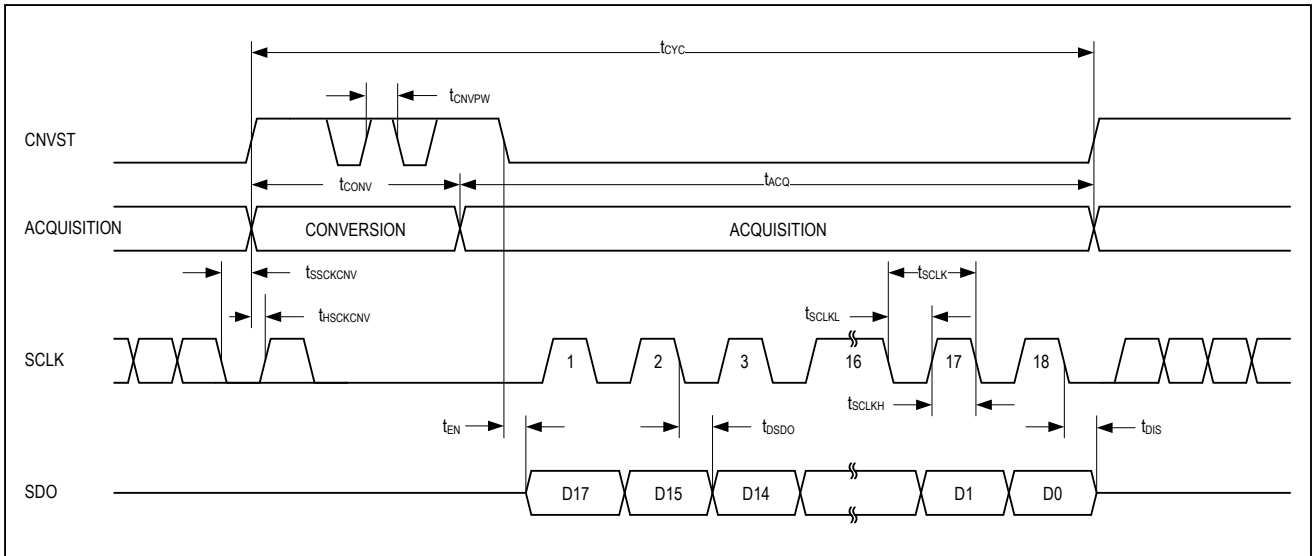 tCYC
tCNVPW
CNVST
tCONV
tACQ
ACQUISITION
CONVERSION
ACQUISITION
tSSCKCNV
tSCLK
tHSCKCNV
tSCLKL
SCLK
1 2 3 16 17 18
tSCLKH
tEN
tDSDO
tDIS
SDO
D17 D15 D14 D1 D0